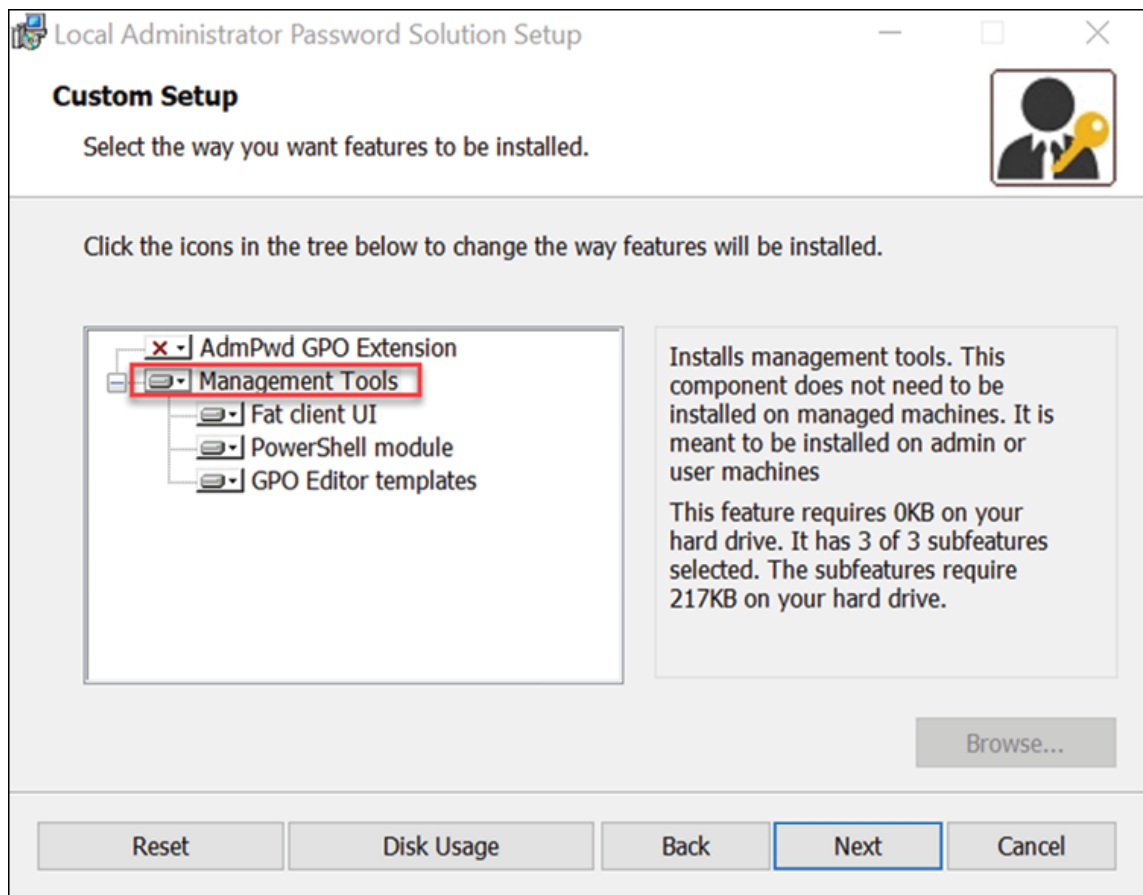 Local Administrator Password Solution Setup
Custom Setup
Select the way you want features to be installed.
Click the icons in the tree below to change the way features will be installed.
AdmPwd GPO Extension
Management Tools
Fat client UI
PowerShell module
GPO Editor templates
Installs management tools. This
component does not need to be
installed on managed machines. It is
meant to be installed on admin or
user machines
This feature requires 0KB on your
hard drive. It has 3 of 3 subfeatures
selected. The subfeatures require
217KB on your hard drive.
Browse...
Reset
Disk Usage
Back
Next
Cancel